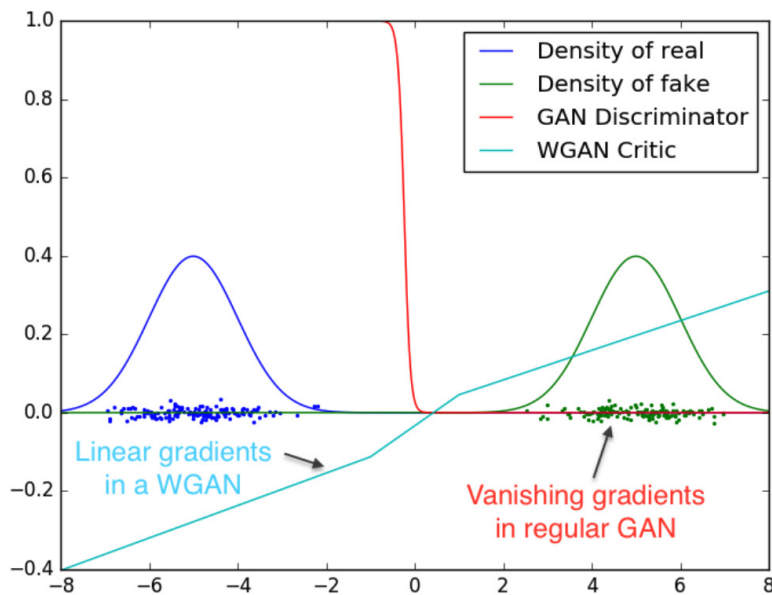 1.0
Density of real
Density of fake
GAN Discriminator
WGAN Critic
0.8
0.6
0.4
0.2
0.0
Linear gradients
in a WGAN
Vanishing gradients
in regular GAN
−0.2
−0.4
−8 −6 −4 −2 0 2 4 6 8